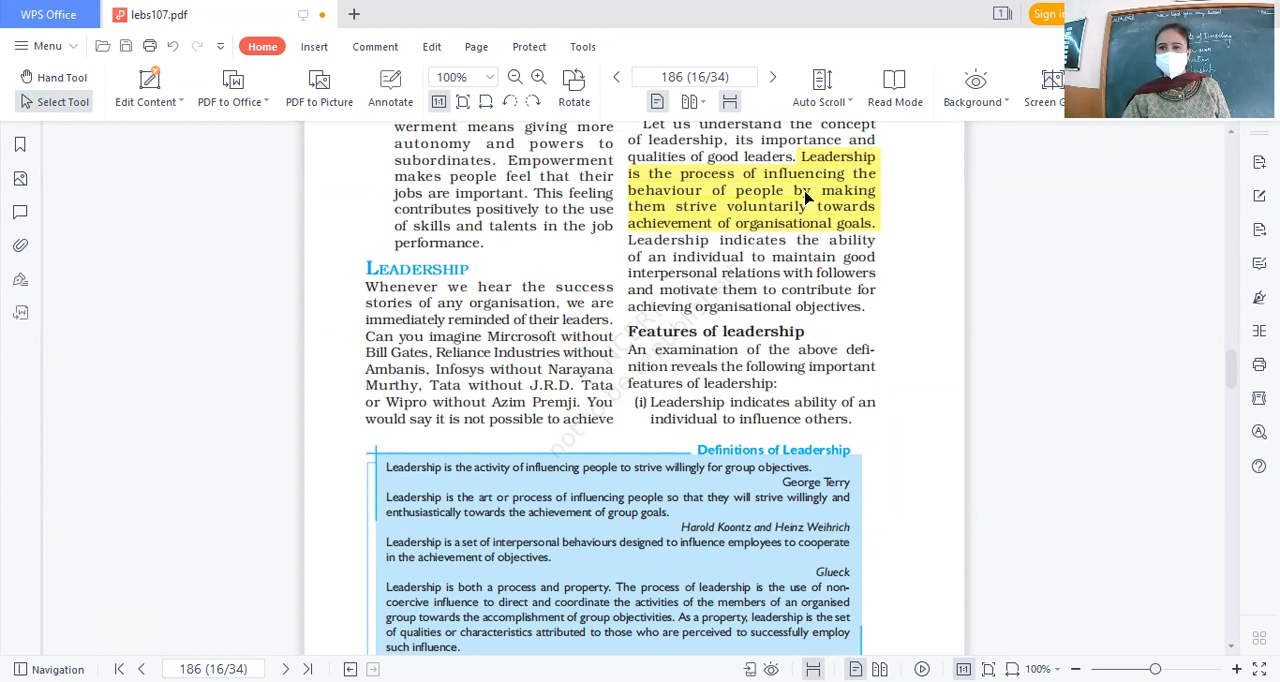 WPS Office
lebs107.pdf
Sign in
Menu
Home
Insert
Comment
Edit
Page
Protect
Tools
Hand Tool
Select Tool
Edit Content
PDF to Office
PDF to Picture
Annotate
100%
Rotate
186 (16/34)
Auto Scroll
Read Mode
Background
Screen G
werment means giving more
autonomy and powers to
subordinates. Empowerment
makes people feel that their
jobs are important. This feeling
contributes positively to the use
of skills and talents in the job
performance.
LEADERSHIP
Whenever we hear the success
stories of any organisation, we are
immediately reminded of their leaders.
Can you imagine Mircrosoft without
Bill Gates, Reliance Industries without
Ambanis, Infosys without Narayana
Murthy, Tata without J.R.D. Tata
or Wipro without Azim Premji. You
would say it is not possible to achieve
Let us understand the concept
of leadership, its importance and
qualities of good leaders. Leadership
is the process of influencing the
behaviour of people by making
them strive voluntarily towards
achievement of organisational goals.
Leadership indicates the ability
of an individual to maintain good
interpersonal relations with followers
and motivate them to contribute for
achieving organisational objectives.
Features of leadership
An examination of the above defi-
nition reveals the following important
features of leadership:
(i) Leadership indicates ability of an
individual to influence others.
Definitions of Leadership
Leadership is the activity of influencing people to strive willingly for group objectives.
George Terry
Leadership is the art or process of influencing people so that they will strive willingly and
enthusiastically towards the achievement of group goals.
Harold Koontz and Heinz Weihrich
Leadership is a set of interpersonal behaviours designed to influence employees to cooperate
in the achievement of objectives.
Glueck
Leadership is both a process and property. The process of leadership is the use of non-
coercive influence to direct and coordinate the activities of the members of an organised
group towards the accomplishment of group objectivities. As a property, leadership is the set
of qualities or characteristics attributed to those who are perceived to successfully employ
such influence.
Navigation
186 (16/34)
100%